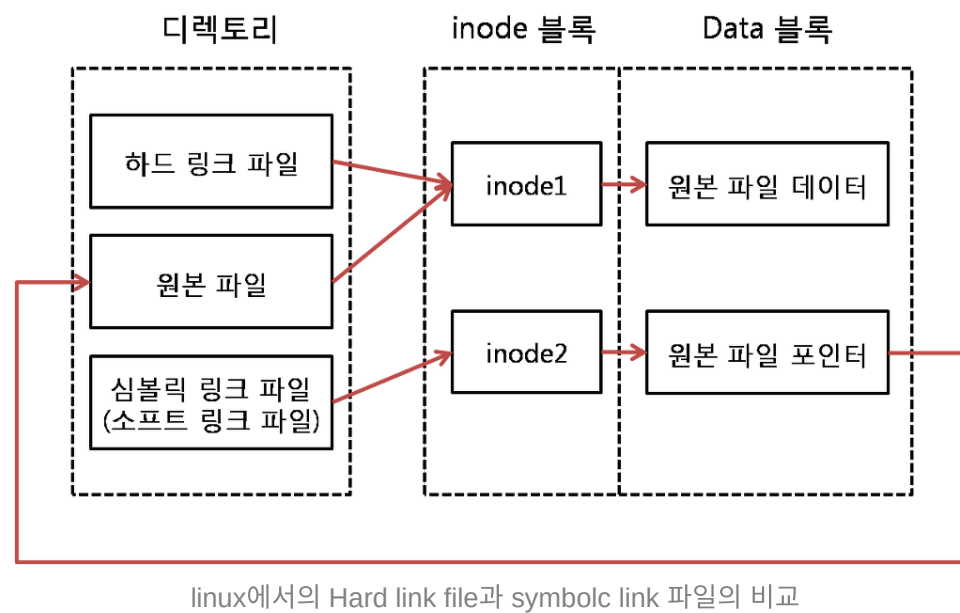 디렉토리
inode 블록
Data 블록
하드 링크 파일
inode1
원본 파일 데이터
원본 파일
inode2
원본 파일 포인터
심볼릭 링크 파일
(소프트 링크 파일)
linux에서의 Hard link file과 symbolc link 파일의 비교